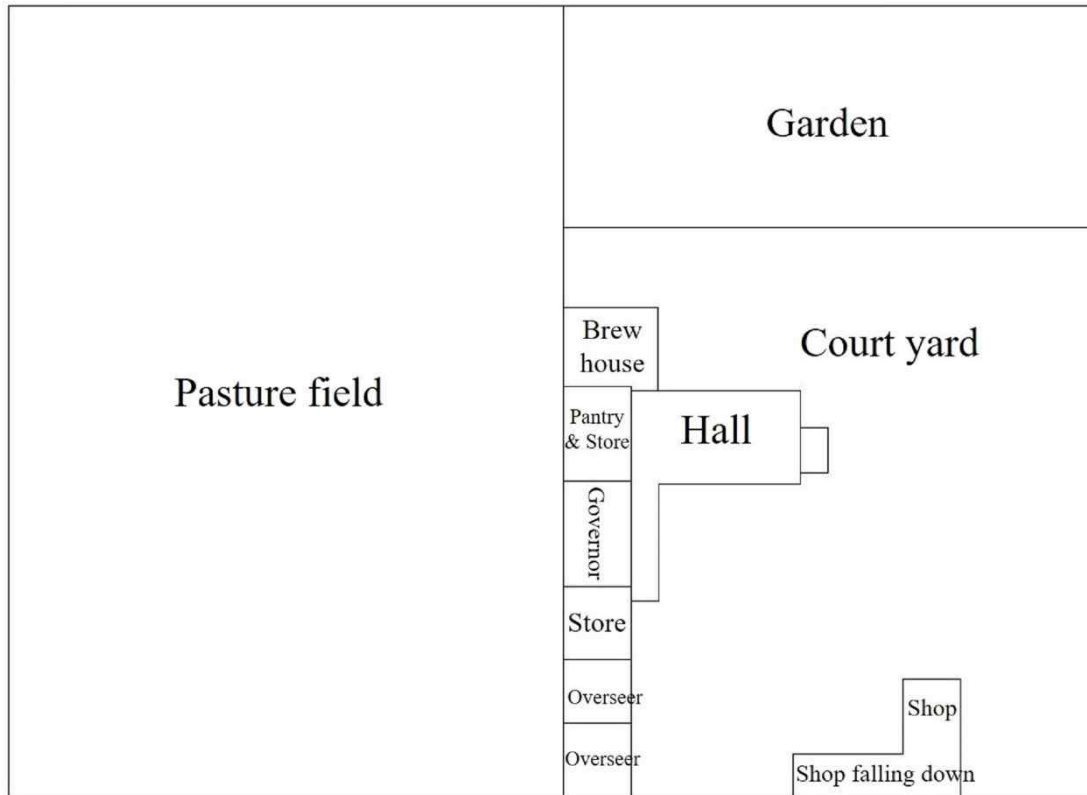 Garden
Brew
house
Court yard
Pasture field
Pantry
& Store
Hall
Governor
Store
Overseer
Shop
Overseer
Shop falling down